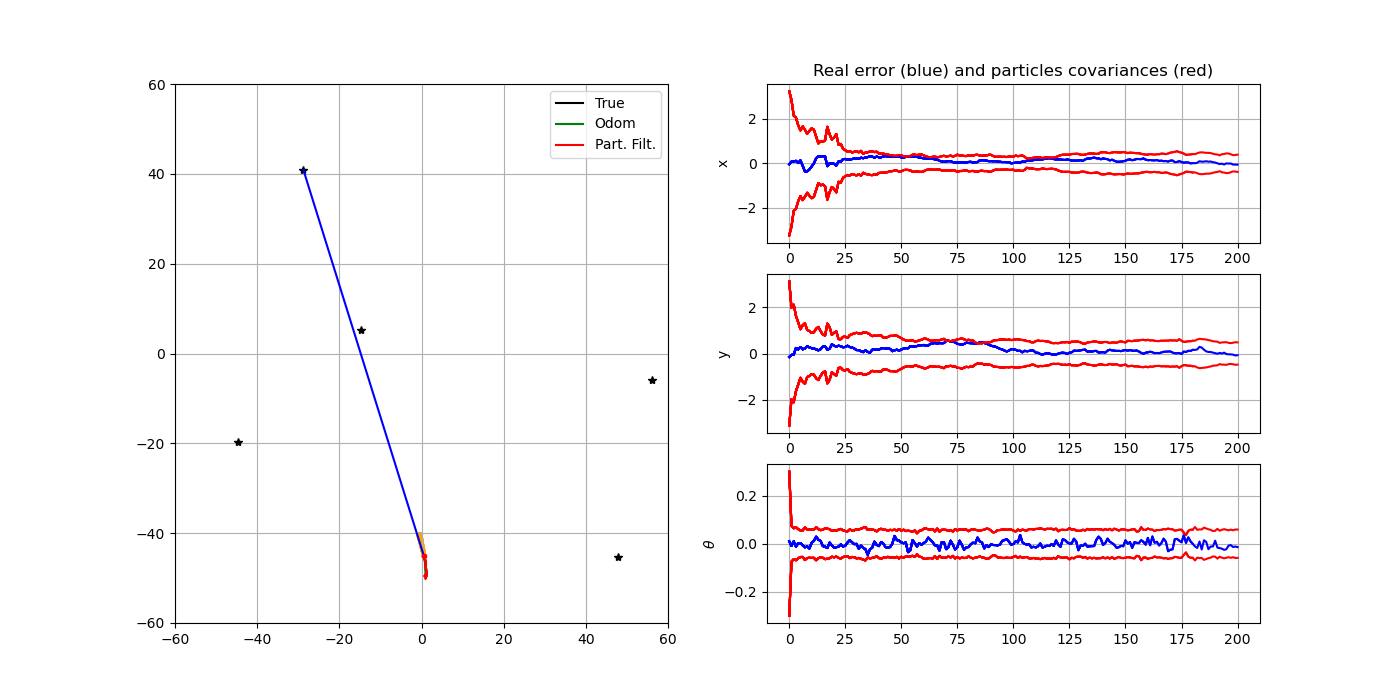 60
40
20
0
−20
−40
−60
−60 −40 −20 0 20 40 60
True
Odom
Part. Filt.
Real error (blue) and particles covariances (red)
x
2
0
−2
0 25 50 75 100 125 150 175 200
y
2
0
−2
0 25 50 75 100 125 150 175 200
θ
0.2
0.0
−0.2
0 25 50 75 100 125 150 175 200